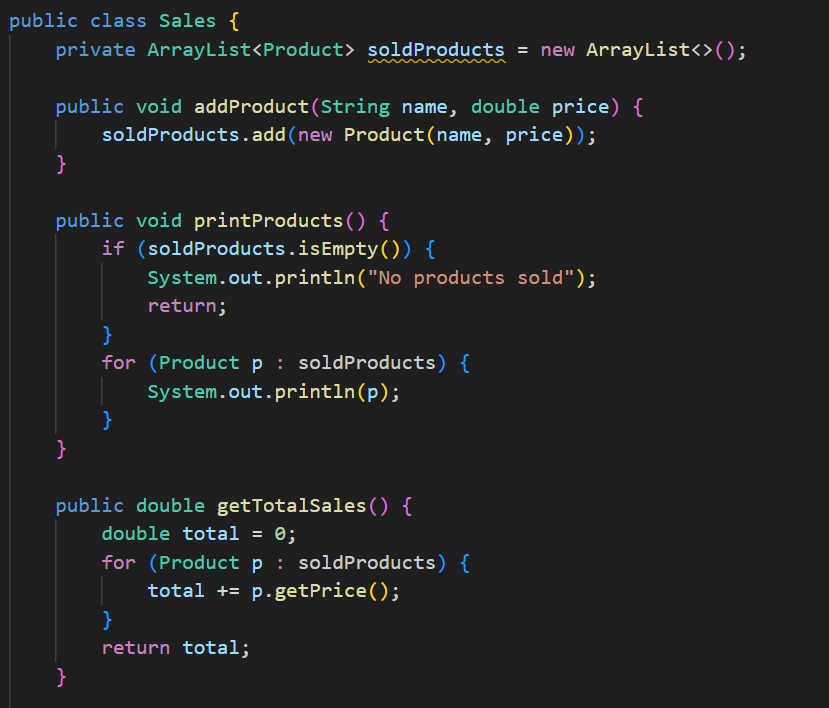 public class Sales {
    private ArrayList<Product> soldProducts = new ArrayList<>();
    public void addProduct(String name, double price) {
        soldProducts.add(new Product(name, price));
    }
    public void printProducts() {
        if (soldProducts.isEmpty()) {
            System.out.println("No products sold");
            return;
        }
        for (Product p : soldProducts) {
            System.out.println(p);
        }
    }
    public double getTotalSales() {
        double total = 0;
        for (Product p : soldProducts) {
            total += p.getPrice();
        }
        return total;
    }